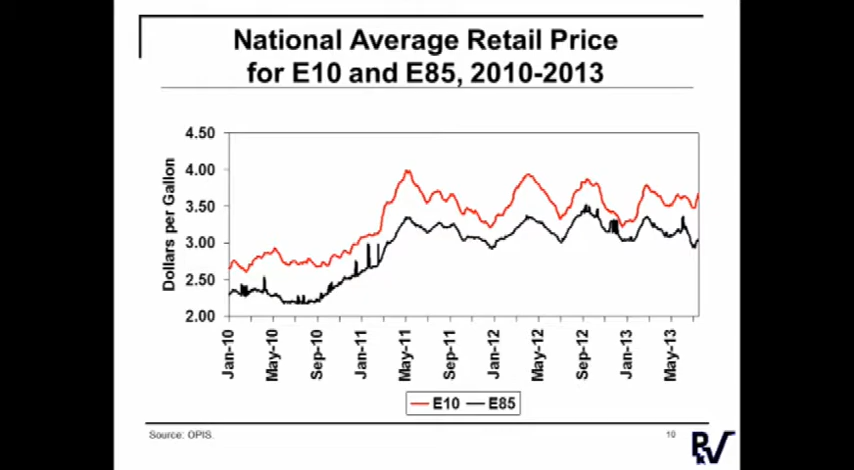 National Average Retail Price
for E10 and E85, 2010-2013
Dollars per Gallon
4.50
4.00
3.50
3.00
2.50
2.00
Jan-10
May-10
Sep-10
Jan-11
May-11
Sep-11
Jan-12
May-12
Sep-12
Jan-13
May-13
E10 E85
Source: OPIS.
10